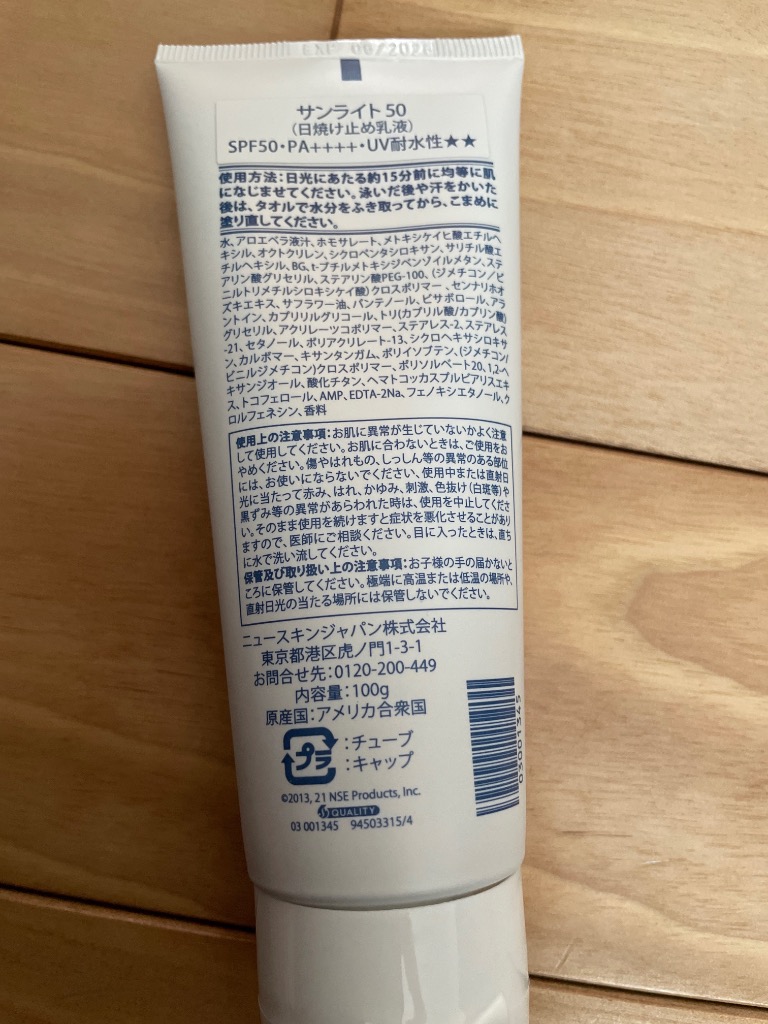 EXP 06/202
サンライト 50
(日焼け止め乳液)
SPF50・PA++++・UV耐水性★★
使用方法:日光にあたる約15分前に均等に肌
になじませてください。泳いだ後や汗をかいた
後は、タオルで水分をふき取ってから、こまめに
塗り直してください。
水、アロエベラ液汁、ホモサレート、メトキシケイヒ酸エチルヘ
キシル、オクトクリレン、シクロペンタシロキサン、サリチル酸エ
チルヘキシル、BG、t-ブチルメトキシジベンゾイルメタン、ステ
アリン酸グリセリル、ステアリン酸PEG-100、(ジメチコン/ビ
ニルトリメチルシロキシケイ酸)クロスポリマー、センナリホオ
ズキエキス、サフラワー油、パンテノール、ビサボロール、アラ
ントイン、カプリリルグリコール、トリ(カプリル酸/カプリン酸)
グリセリル、アクリレーツコポリマー、ステアレス-2、ステアレス
-21、セタノール、ポリアクリレート-13、シクロヘキサシロキサ
ン、カルボマー、キサンタンガム、ポリイソブテン、(ジメチコン/
ビニルジメチコン)クロスポリマー、ポリソルベート20、1,2-ヘ
キサンジオール、酸化チタン、ヘマトコッカスプルビアリスエキ
ス、トコフェロール、AMP、EDTA-2Na、フェノキシエタノール、ク
ロルフェネシン、香料
使用上の注意事項:お肌に異常が生じていないかよく注意
して使用してください。お肌に合わないときは、ご使用をお
やめください。傷やはれもの、しっしん等の異常のある部位
には、お使いにならないでください。使用中または直射日
光に当たって赤み、はれ、かゆみ、刺激、色抜け(白斑等)や
黒ずみ等の異常があらわれた時は、使用を中止してくださ
い。そのまま使用を続けますと症状を悪化させることがあり
ますので、医師にご相談ください。目に入ったときは、直ち
に水で洗い流してください。
保管及び取り扱い上の注意事項:お子様の手の届かないと
ころに保管してください。極端に高温または低温の場所や、
直射日光の当たる場所には保管しないでください。
ニュースキンジャパン株式会社
東京都港区虎ノ門1-3-1
お問合せ先:0120-200-449
内容量:100g
原産国:アメリカ合衆国
プラ
:チューブ
:キャップ
©2013, 21 NSE Products, Inc.
QUALITY
03 001345 94503315/4
03001345